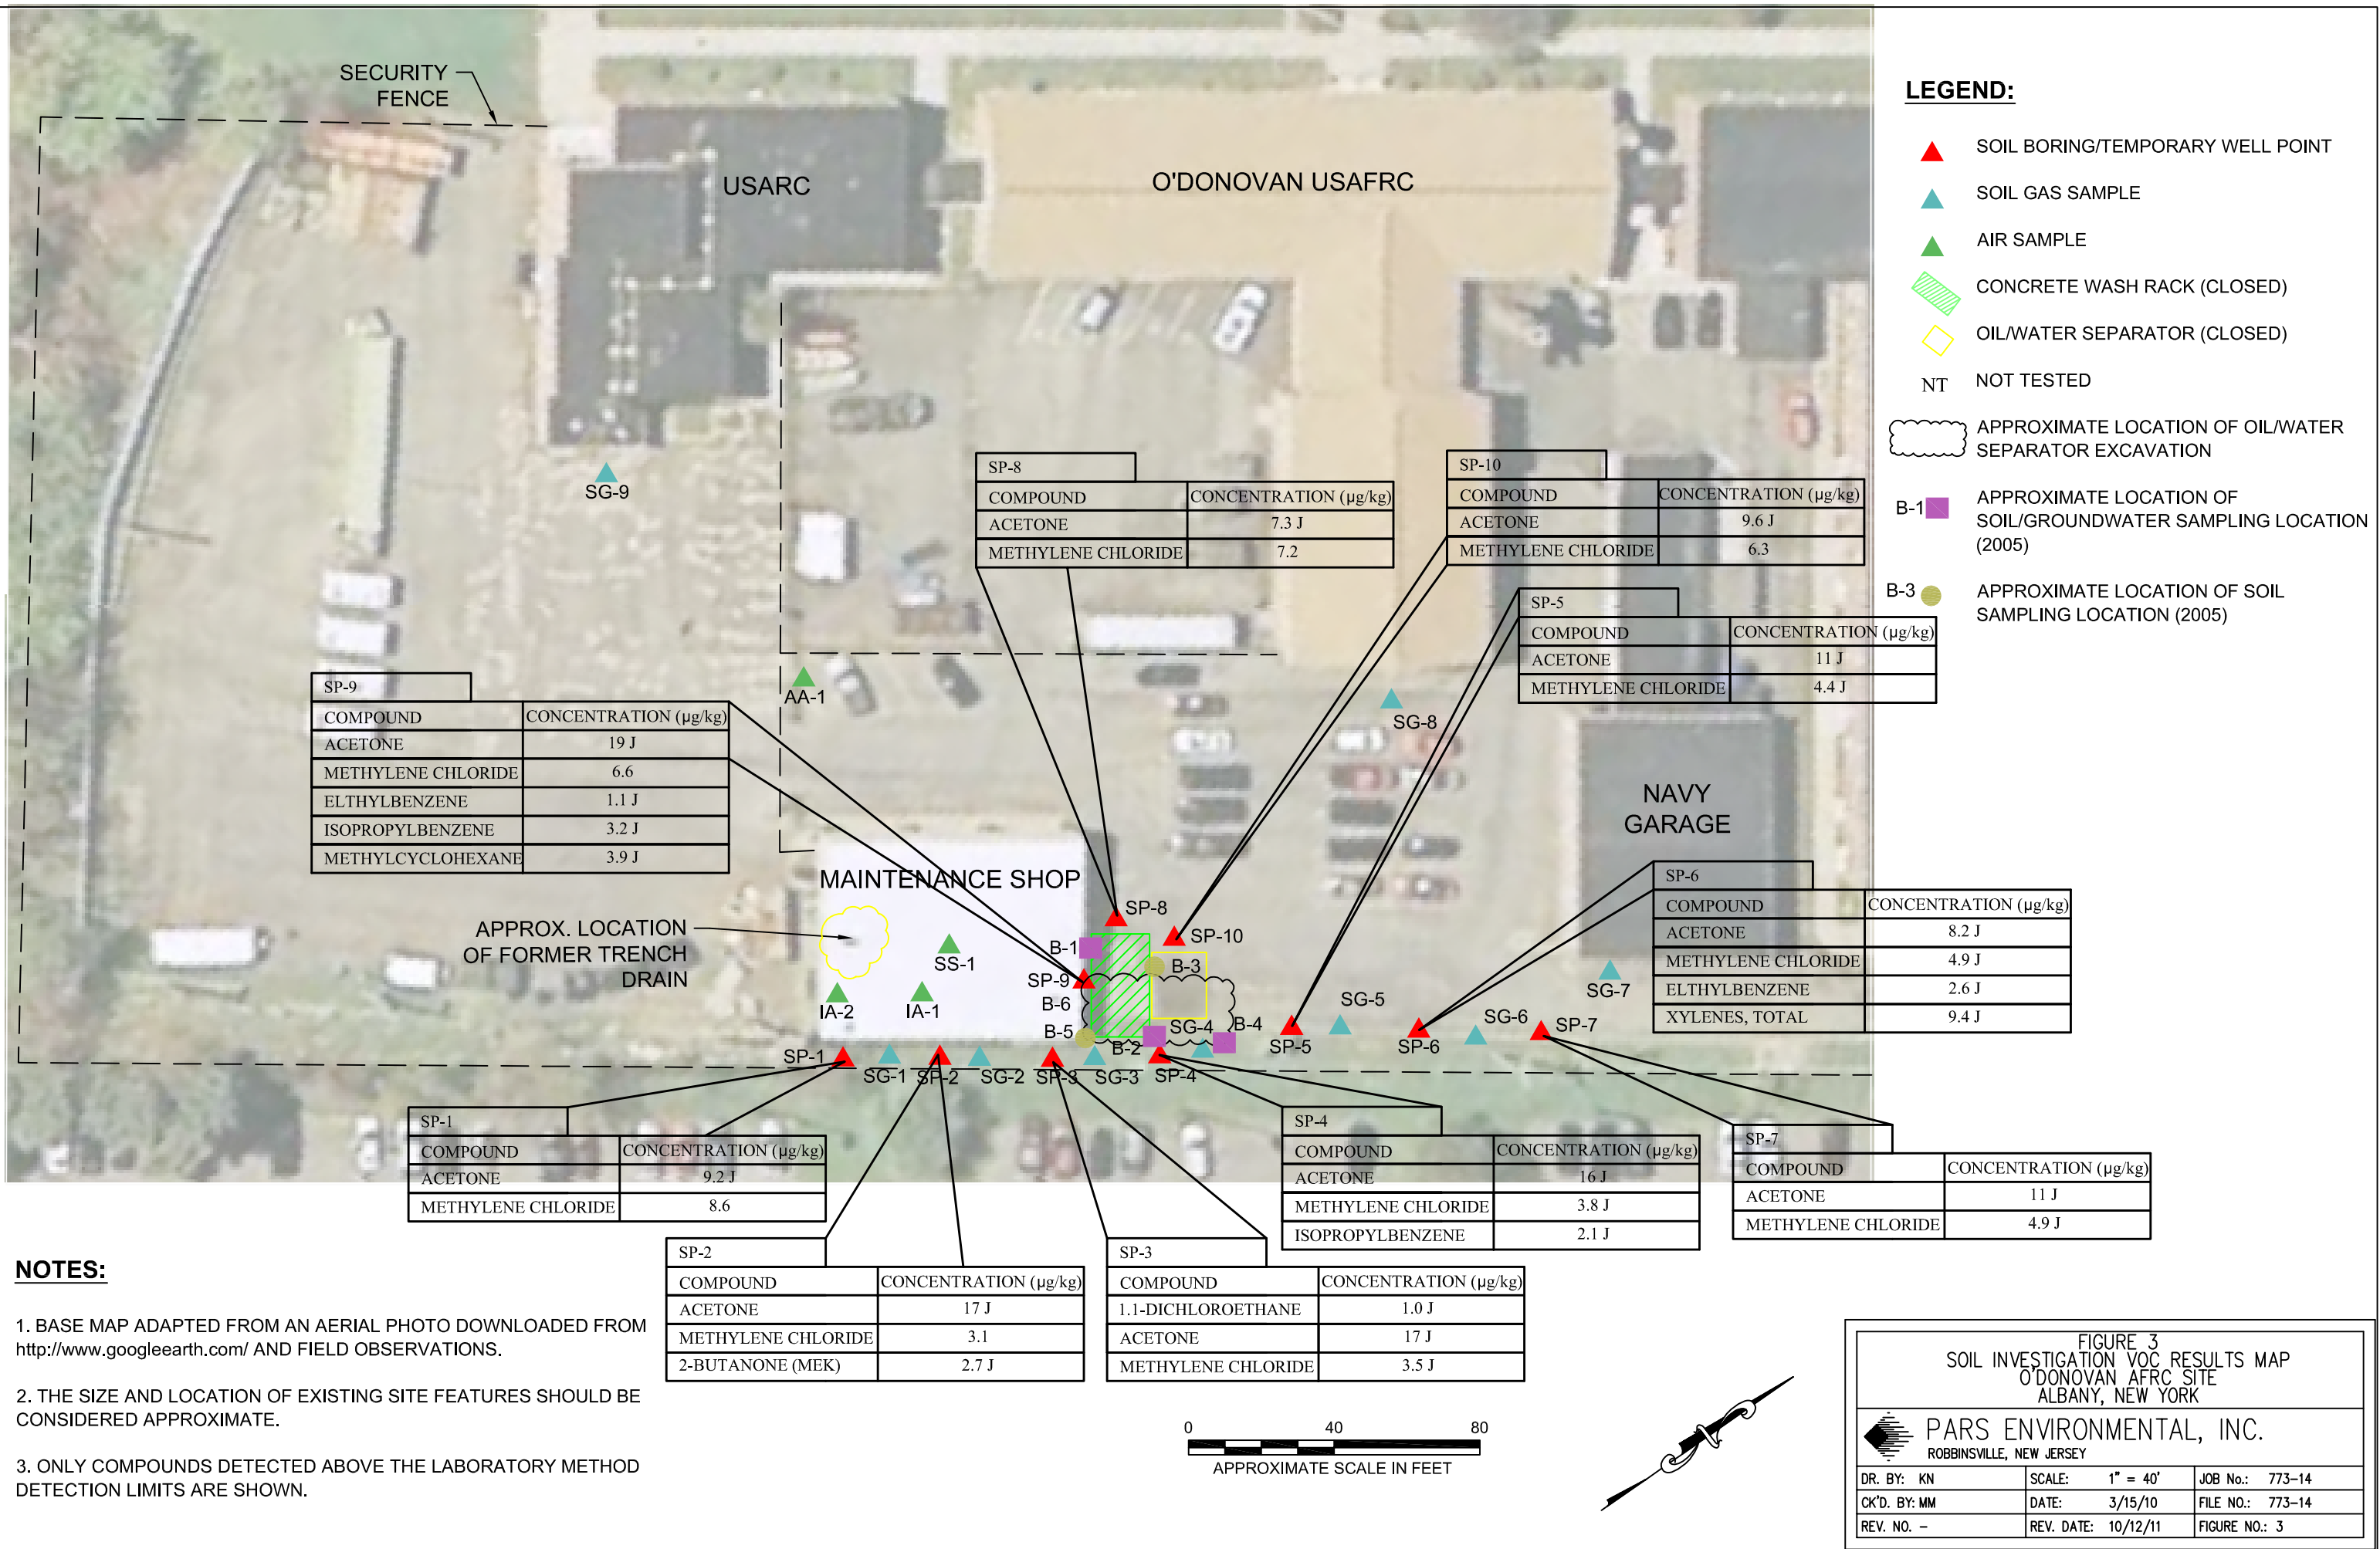 SECURITY
FENCE
USARC
O'DONOVAN USAFRC
LEGEND:
SOIL BORING/TEMPORARY WELL POINT
SOIL GAS SAMPLE
AIR SAMPLE
CONCRETE WASH RACK (CLOSED)
OIL/WATER SEPARATOR (CLOSED)
NT NOT TESTED
APPROXIMATE LOCATION OF OIL/WATER
SEPARATOR EXCAVATION
B-1 APPROXIMATE LOCATION OF
SOIL/GROUNDWATER SAMPLING LOCATION
(2005)
B-3 APPROXIMATE LOCATION OF SOIL
SAMPLING LOCATION (2005)
SG-9
SP-8
COMPOUND CONCENTRATION (µg/kg)
ACETONE 7.3 J
METHYLENE CHLORIDE 7.2
SP-10
COMPOUND CONCENTRATION (µg/kg)
ACETONE 9.6 J
METHYLENE CHLORIDE 6.3
SP-5
COMPOUND CONCENTRATION (µg/kg)
ACETONE 11 J
METHYLENE CHLORIDE 4.4 J
SP-9
COMPOUND CONCENTRATION (µg/kg)
ACETONE 19 J
METHYLENE CHLORIDE 6.6
ELTHYLBENZENE 1.1 J
ISOPROPYLBENZENE 3.2 J
METHYLCYCLOHEXANE 3.9 J
AA-1
SG-8
NAVY
GARAGE
MAINTENANCE SHOP
APPROX. LOCATION
OF FORMER TRENCH
DRAIN
SP-6
COMPOUND CONCENTRATION (µg/kg)
ACETONE 8.2 J
METHYLENE CHLORIDE 4.9 J
ELTHYLBENZENE 2.6 J
XYLENES, TOTAL 9.4 J
SP-8
SP-10
B-1
SS-1
B-3
SP-9
SG-7
IA-2
IA-1
B-6
SG-5
B-5
SG-4
B-4
SG-6
SP-7
B-2
SP-5
SP-6
SP-1
SG-1
SP-2
SG-2
SP-3
SG-3
SP-4
SP-1
COMPOUND CONCENTRATION (µg/kg)
ACETONE 9.2 J
METHYLENE CHLORIDE 8.6
SP-4
COMPOUND CONCENTRATION (µg/kg)
ACETONE 16 J
METHYLENE CHLORIDE 3.8 J
ISOPROPYLBENZENE 2.1 J
SP-7
COMPOUND CONCENTRATION (µg/kg)
ACETONE 11 J
METHYLENE CHLORIDE 4.9 J
SP-2
COMPOUND CONCENTRATION (µg/kg)
ACETONE 17 J
METHYLENE CHLORIDE 3.1
2-BUTANONE (MEK) 2.7 J
SP-3
COMPOUND CONCENTRATION (µg/kg)
1.1-DICHLOROETHANE 1.0 J
ACETONE 17 J
METHYLENE CHLORIDE 3.5 J
NOTES:
1. BASE MAP ADAPTED FROM AN AERIAL PHOTO DOWNLOADED FROM
http://www.googleearth.com/ AND FIELD OBSERVATIONS.
2. THE SIZE AND LOCATION OF EXISTING SITE FEATURES SHOULD BE
CONSIDERED APPROXIMATE.
3. ONLY COMPOUNDS DETECTED ABOVE THE LABORATORY METHOD
DETECTION LIMITS ARE SHOWN.
0 40 80
APPROXIMATE SCALE IN FEET
N
FIGURE 3
SOIL INVESTIGATION VOC RESULTS MAP
O'DONOVAN AFRC SITE
ALBANY, NEW YORK
PARS ENVIRONMENTAL, INC.
ROBBINSVILLE, NEW JERSEY
DR. BY: KN SCALE: 1" = 40' JOB No.: 773-14
CK'D. BY: MM DATE: 3/15/10 FILE NO.: 773-14
REV. NO. - REV. DATE: 10/12/11 FIGURE NO.: 3